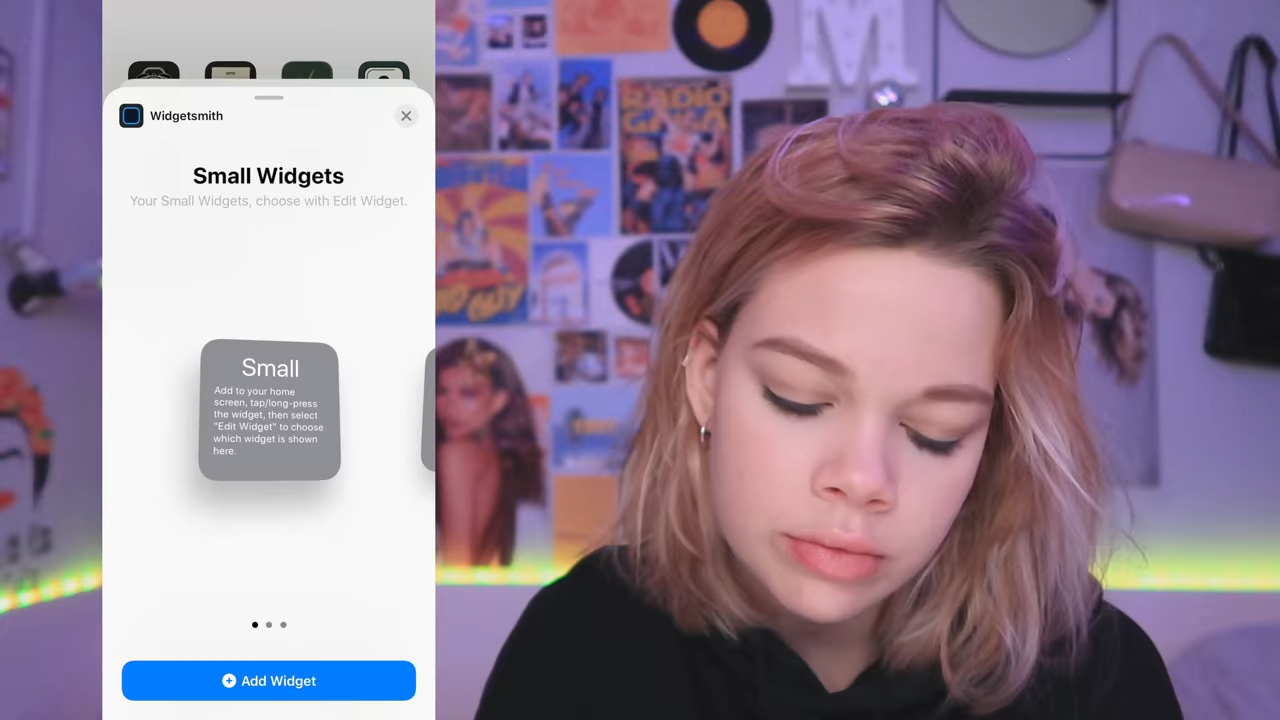 Widgetsmith
Small Widgets
Your Small Widgets, choose with Edit Widget.
Small
Add to your home
screen, tap/long-press
the widget, then select
"Edit Widget" to choose
which widget is shown
here.
Add Widget
M
RADIO
GUY